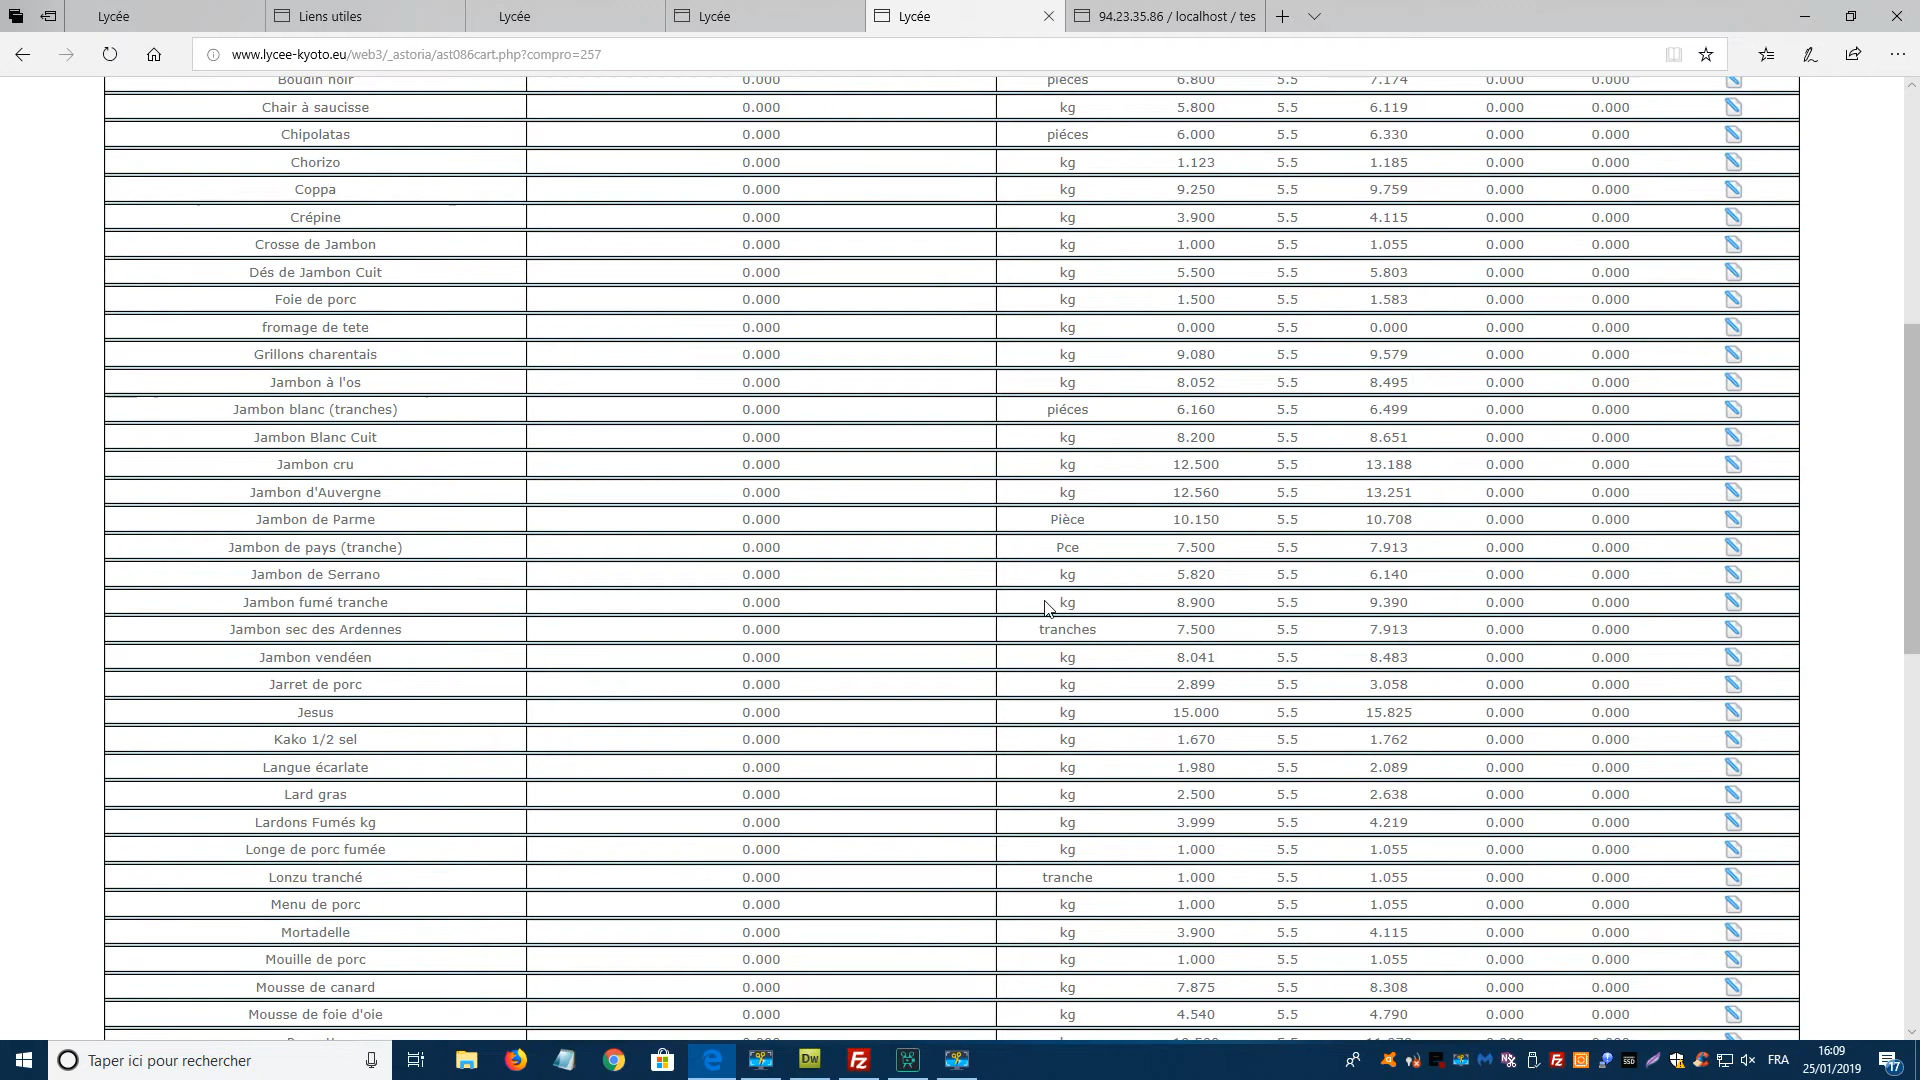 Lycée Liens utiles Lycée Lycée Lycée 94.23.35.86 / localhost / tes
www.lycee-kyoto.eu/web3/_astoria/ast086cart.php?compro=257
Boudin noir 0.000 piéces 6.800 5.5 7.174 0.000 0.000
Chair à saucisse 0.000 kg 5.800 5.5 6.119 0.000 0.000
Chipolatas 0.000 piéces 6.000 5.5 6.330 0.000 0.000
Chorizo 0.000 kg 1.123 5.5 1.185 0.000 0.000
Coppa 0.000 kg 9.250 5.5 9.759 0.000 0.000
Crépine 0.000 kg 3.900 5.5 4.115 0.000 0.000
Crosse de Jambon 0.000 kg 1.000 5.5 1.055 0.000 0.000
Dés de Jambon Cuit 0.000 kg 5.500 5.5 5.803 0.000 0.000
Foie de porc 0.000 kg 1.500 5.5 1.583 0.000 0.000
fromage de tete 0.000 kg 0.000 5.5 0.000 0.000 0.000
Grillons charentais 0.000 kg 9.080 5.5 9.579 0.000 0.000
Jambon à l'os 0.000 kg 8.052 5.5 8.495 0.000 0.000
Jambon blanc (tranches) 0.000 piéces 6.160 5.5 6.499 0.000 0.000
Jambon Blanc Cuit 0.000 kg 8.200 5.5 8.651 0.000 0.000
Jambon cru 0.000 kg 12.500 5.5 13.188 0.000 0.000
Jambon d'Auvergne 0.000 kg 12.560 5.5 13.251 0.000 0.000
Jambon de Parme 0.000 Pièce 10.150 5.5 10.708 0.000 0.000
Jambon de pays (tranche) 0.000 Pce 7.500 5.5 7.913 0.000 0.000
Jambon de Serrano 0.000 kg 5.820 5.5 6.140 0.000 0.000
Jambon fumé tranche 0.000 kg 8.900 5.5 9.390 0.000 0.000
Jambon sec des Ardennes 0.000 tranches 7.500 5.5 7.913 0.000 0.000
Jambon vendéen 0.000 kg 8.041 5.5 8.483 0.000 0.000
Jarret de porc 0.000 kg 2.899 5.5 3.058 0.000 0.000
Jesus 0.000 kg 15.000 5.5 15.825 0.000 0.000
Kako 1/2 sel 0.000 kg 1.670 5.5 1.762 0.000 0.000
Langue écarlate 0.000 kg 1.980 5.5 2.089 0.000 0.000
Lard gras 0.000 kg 2.500 5.5 2.638 0.000 0.000
Lardons Fumés kg 0.000 kg 3.999 5.5 4.219 0.000 0.000
Longe de porc fumée 0.000 kg 1.000 5.5 1.055 0.000 0.000
Lonzu tranché 0.000 tranche 1.000 5.5 1.055 0.000 0.000
Menu de porc 0.000 kg 1.000 5.5 1.055 0.000 0.000
Mortadelle 0.000 kg 3.900 5.5 4.115 0.000 0.000
Mouille de porc 0.000 kg 1.000 5.5 1.055 0.000 0.000
Mousse de canard 0.000 kg 7.875 5.5 8.308 0.000 0.000
Mousse de foie d'oie 0.000 kg 4.540 5.5 4.790 0.000 0.000
Taper ici pour rechercher Dw Fz Fz SSD FRA 16:09
25/01/2019 17